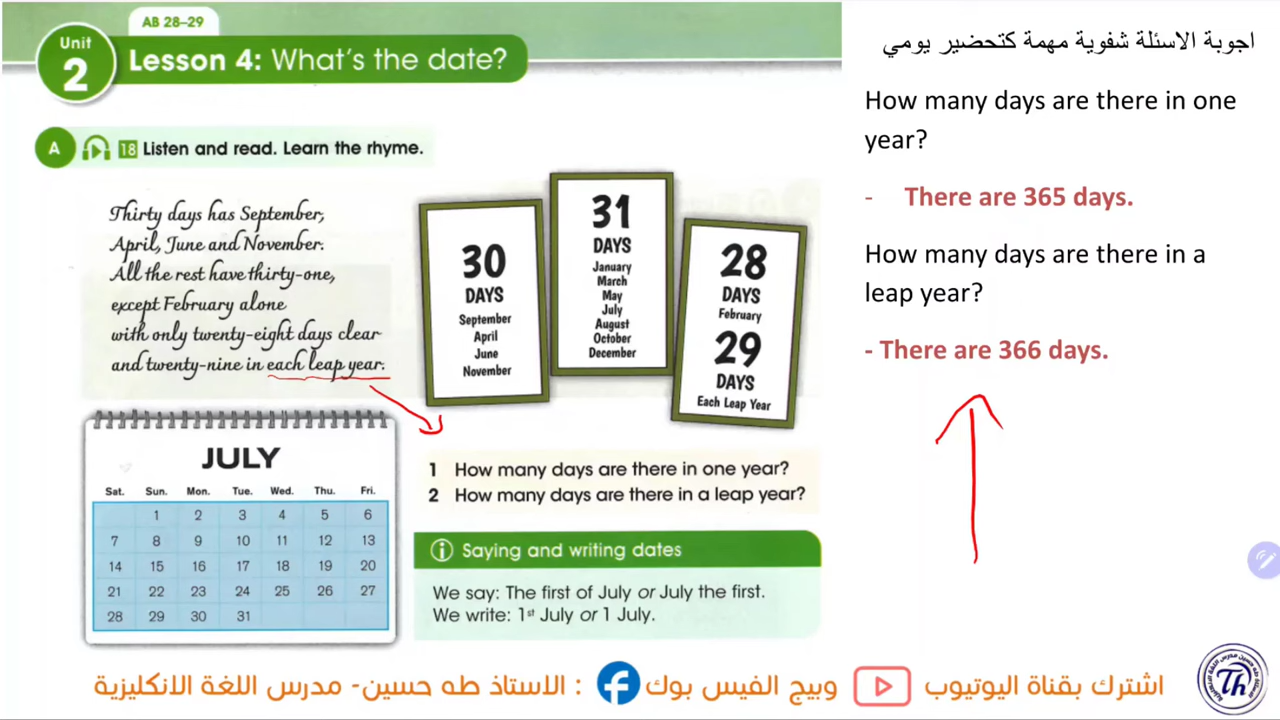 AB 28–29
Unit
2
Lesson 4: What's the date?
A
18 Listen and read. Learn the rhyme.
Thirty days has September,
April, June and November.
All the rest have thirty-one,
except February alone
with only twenty-eight days clear
and twenty-nine in each leap year.
30
DAYS
September
April
June
November
31
DAYS
January
March
May
July
August
October
December
28
DAYS
February
29
DAYS
Each Leap Year
JULY
Sat. Sun. Mon. Tue. Wed. Thu. Fri.
1 2 3 4 5 6
7 8 9 10 11 12 13
14 15 16 17 18 19 20
21 22 23 24 25 26 27
28 29 30 31
1 How many days are there in one year?
2 How many days are there in a leap year?
i Saying and writing dates
We say: The first of July or July the first.
We write: 1st July or 1 July.
اجوبة الاسئلة شفوية مهمة كتحضير يومي
How many days are there in one
year?
- There are 365 days.
How many days are there in a
leap year?
- There are 366 days.
اشترك بقناة اليوتيوب وبيج الفيس بوك : الاستاذ طه حسين- مدرس اللغة الانكليزية
Th